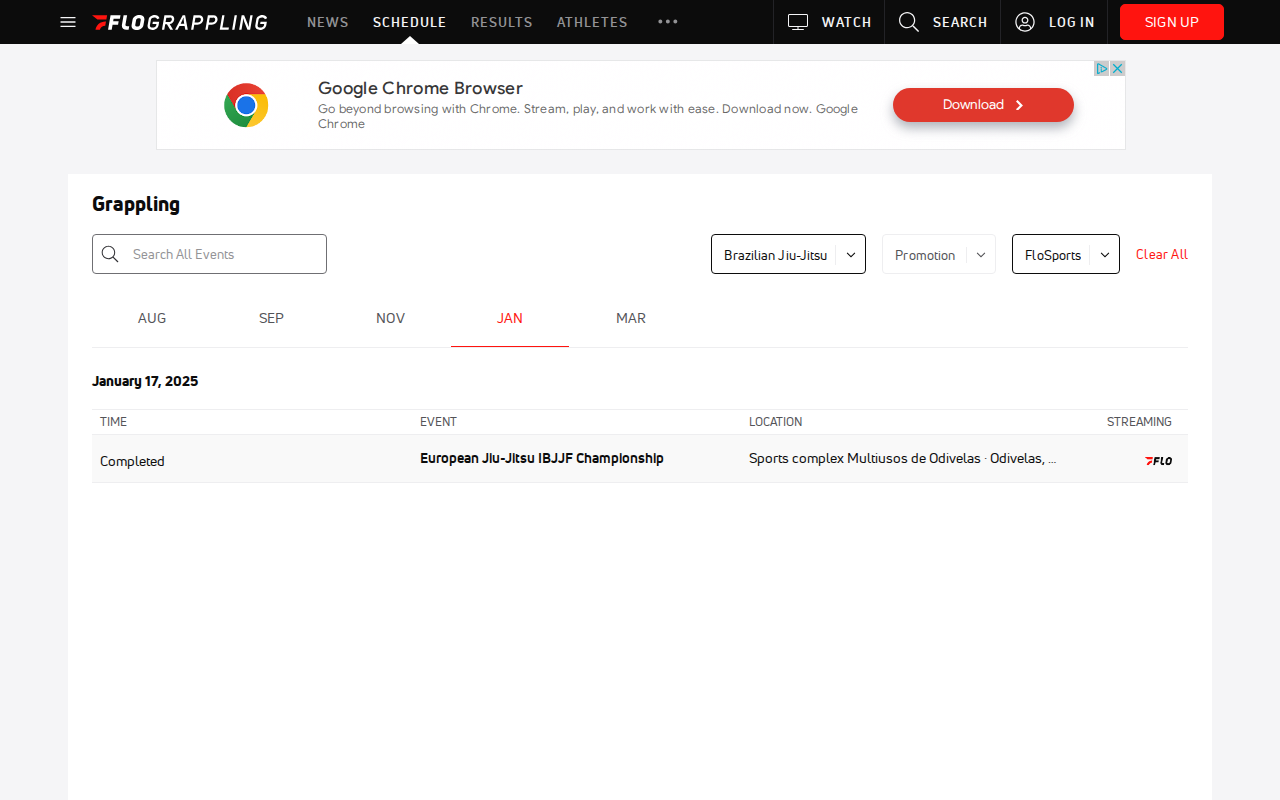 FLOGRAPPLING NEWS SCHEDULE RESULTS ATHLETES WATCH SEARCH LOG IN SIGN UP
Google Chrome Browser
Go beyond browsing with Chrome. Stream, play, and work with ease. Download now. Google
Chrome
Download
Grappling
Search All Events Brazilian Jiu-Jitsu Promotion FloSports Clear All
AUG SEP NOV JAN MAR
January 17, 2025
TIME EVENT LOCATION STREAMING
Completed European Jiu-Jitsu IBJJF Championship Sports complex Multiusos de Odivelas · Odivelas, ... FLO